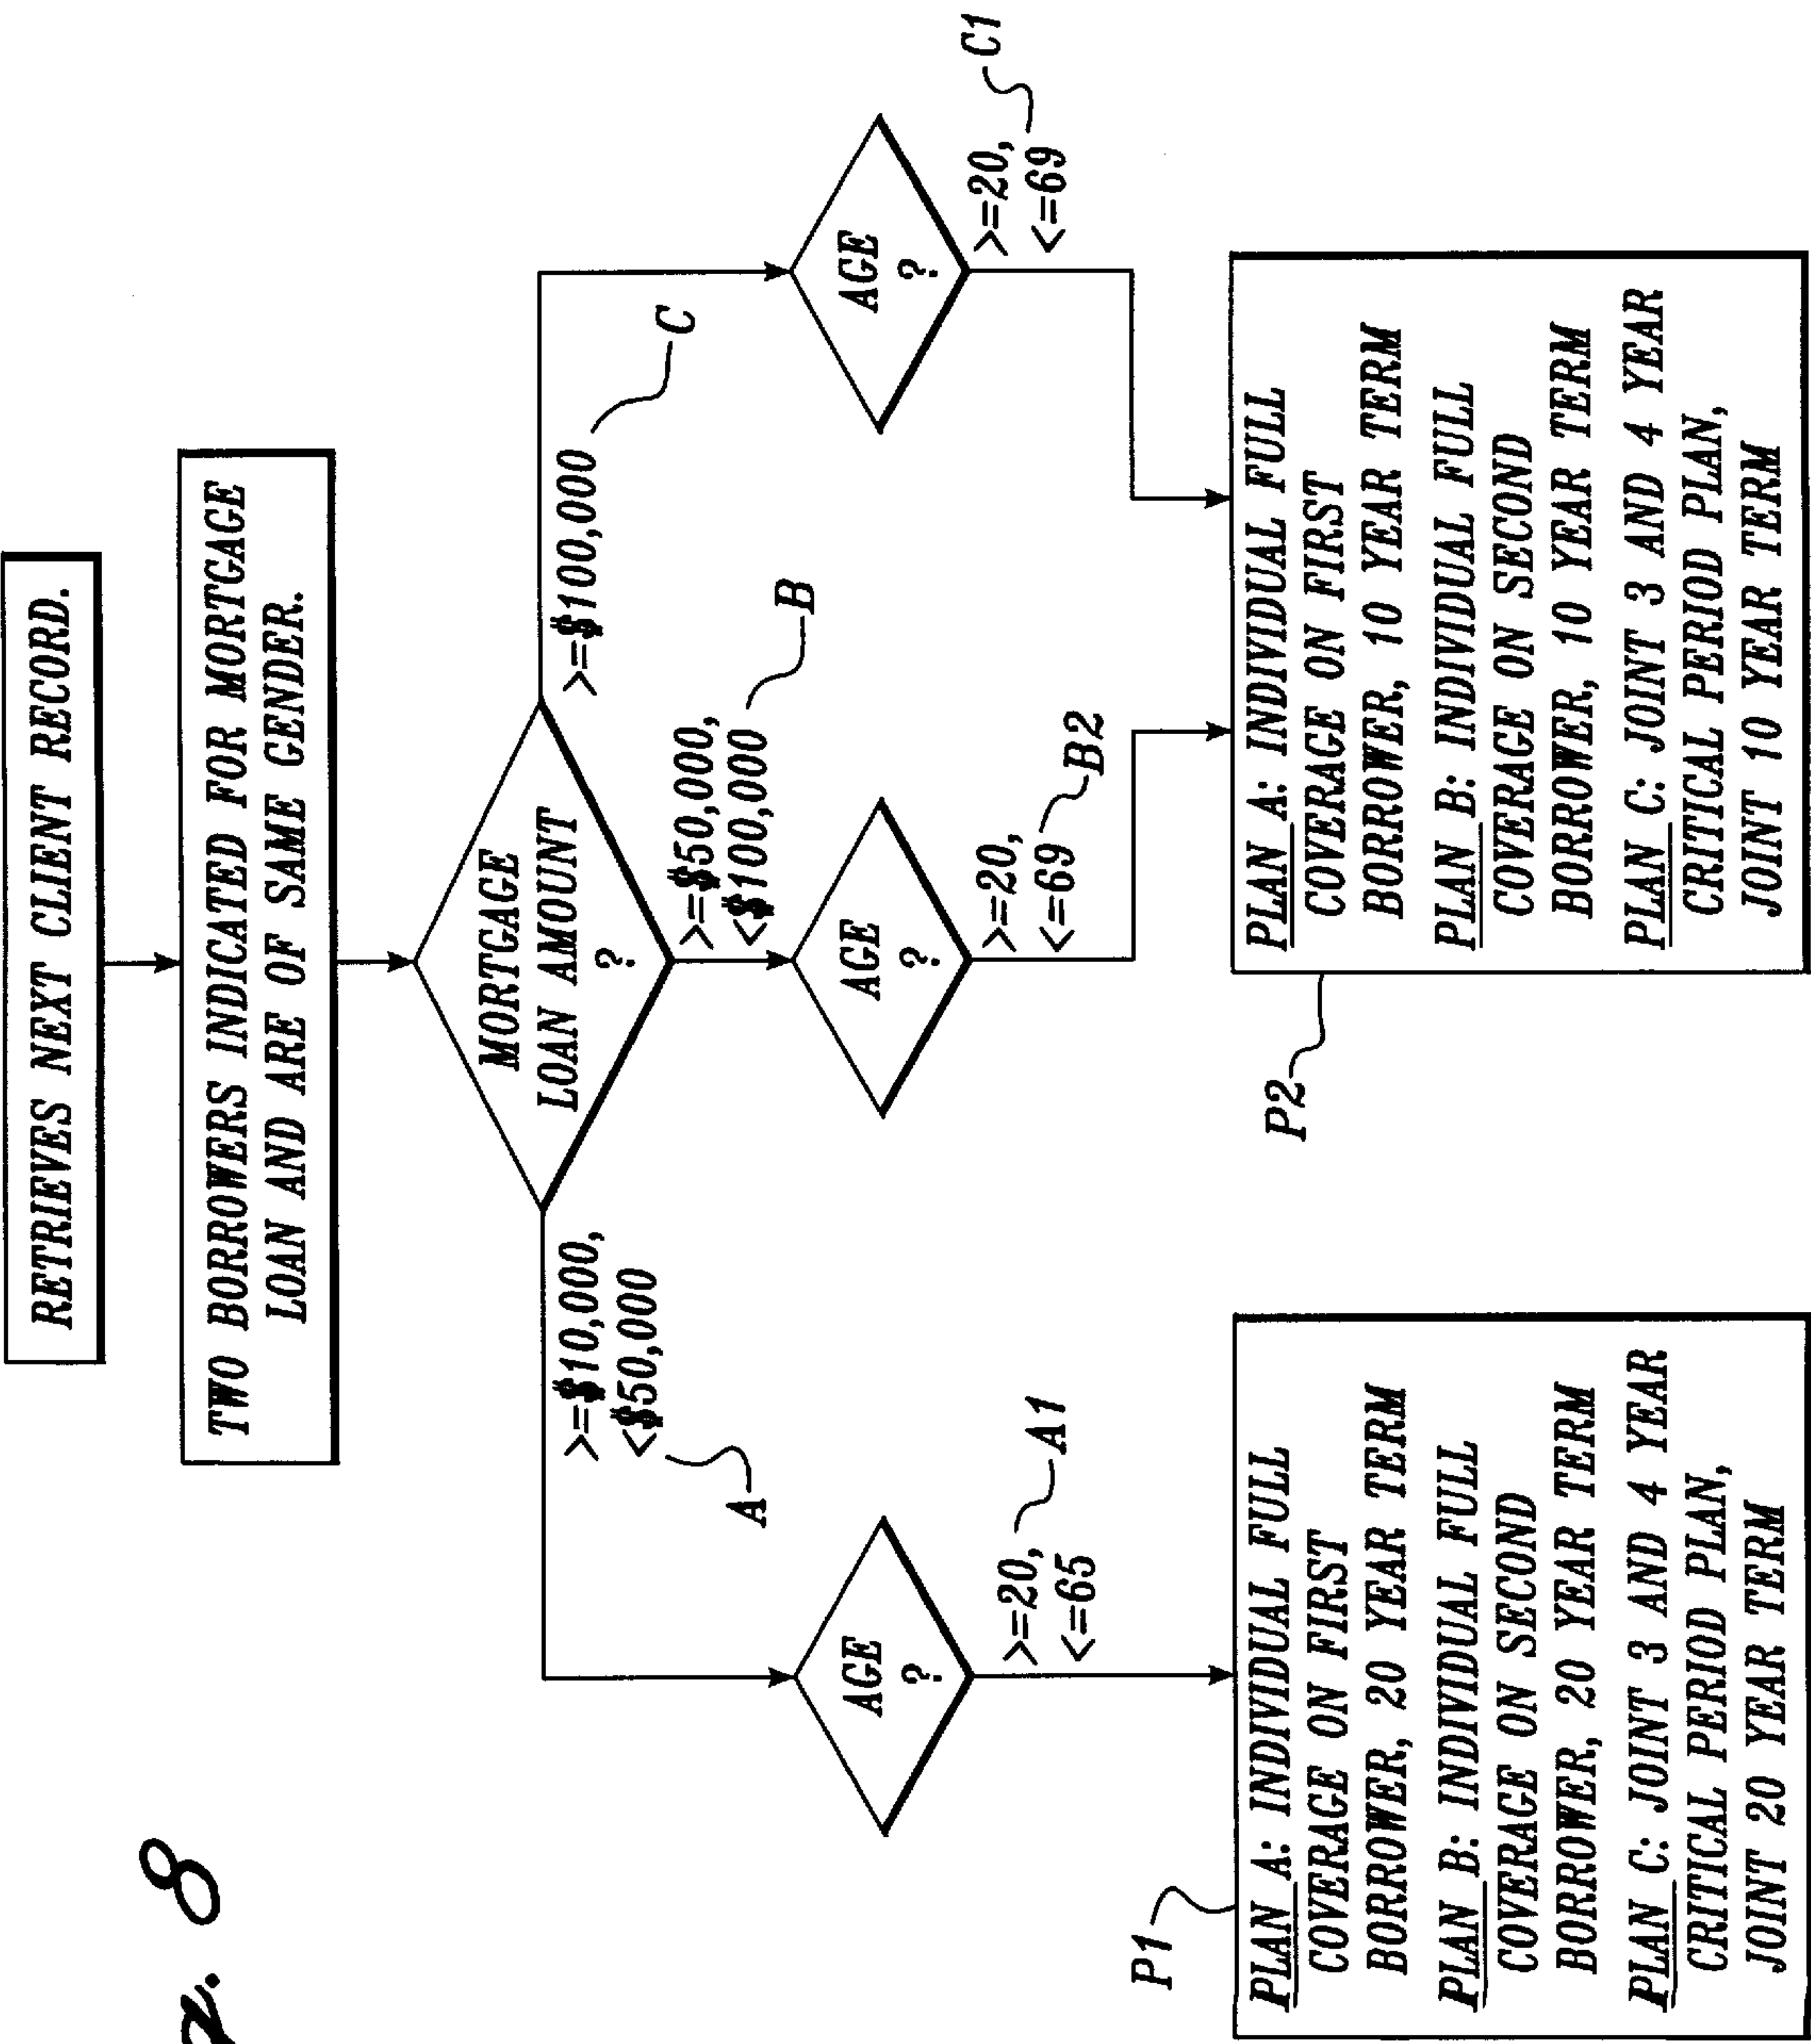 RETRIEVES NEXT CLIENT RECORD.
TWO BORROWERS INDICATED FOR MORTGAGE
LOAN AND ARE OF SAME GENDER.
MORTGAGE
LOAN AMOUNT
?
>=$10,000,
<$50,000
A
>=$50,000,
<$100,000
B
>=$100,000
C
AGE
?
>=20,
<=65
A1
AGE
?
>=20,
<=69
B2
AGE
?
>=20,
<=69
C1
P1
PLAN A: INDIVIDUAL FULL
COVERAGE ON FIRST
BORROWER, 20 YEAR TERM
PLAN B: INDIVIDUAL FULL
COVERAGE ON SECOND
BORROWER, 20 YEAR TERM
PLAN C: JOINT 3 AND 4 YEAR
CRITICAL PERIOD PLAN,
JOINT 20 YEAR TERM
P2
PLAN A: INDIVIDUAL FULL
COVERAGE ON FIRST
BORROWER, 10 YEAR TERM
PLAN B: INDIVIDUAL FULL
COVERAGE ON SECOND
BORROWER, 10 YEAR TERM
PLAN C: JOINT 3 AND 4 YEAR
CRITICAL PERIOD PLAN,
JOINT 10 YEAR TERM
8